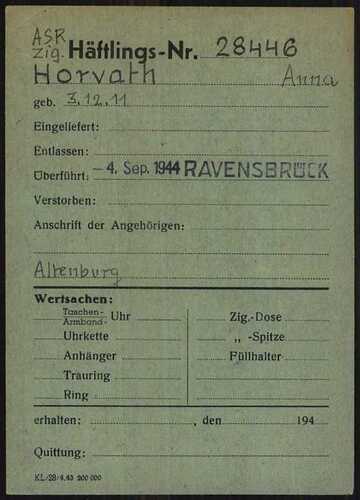 ASR
zig. Häftlings-Nr. 28446
Horvath Anna
geb. 3.12.11
Eingeliefert:
Entlassen:
Überführt: -4. Sep. 1944 RAVENSBRÜCK
Verstorben:
Anschrift der Angehörigen:
Altenburg
Wertsachen:
Taschen- Armband- Uhr Zig.-Dose
Uhrkette „ -Spitze
Anhänger Füllhalter
Trauring
Ring
erhalten: , den 194
Quittung:
KL/28/4.43 200 000